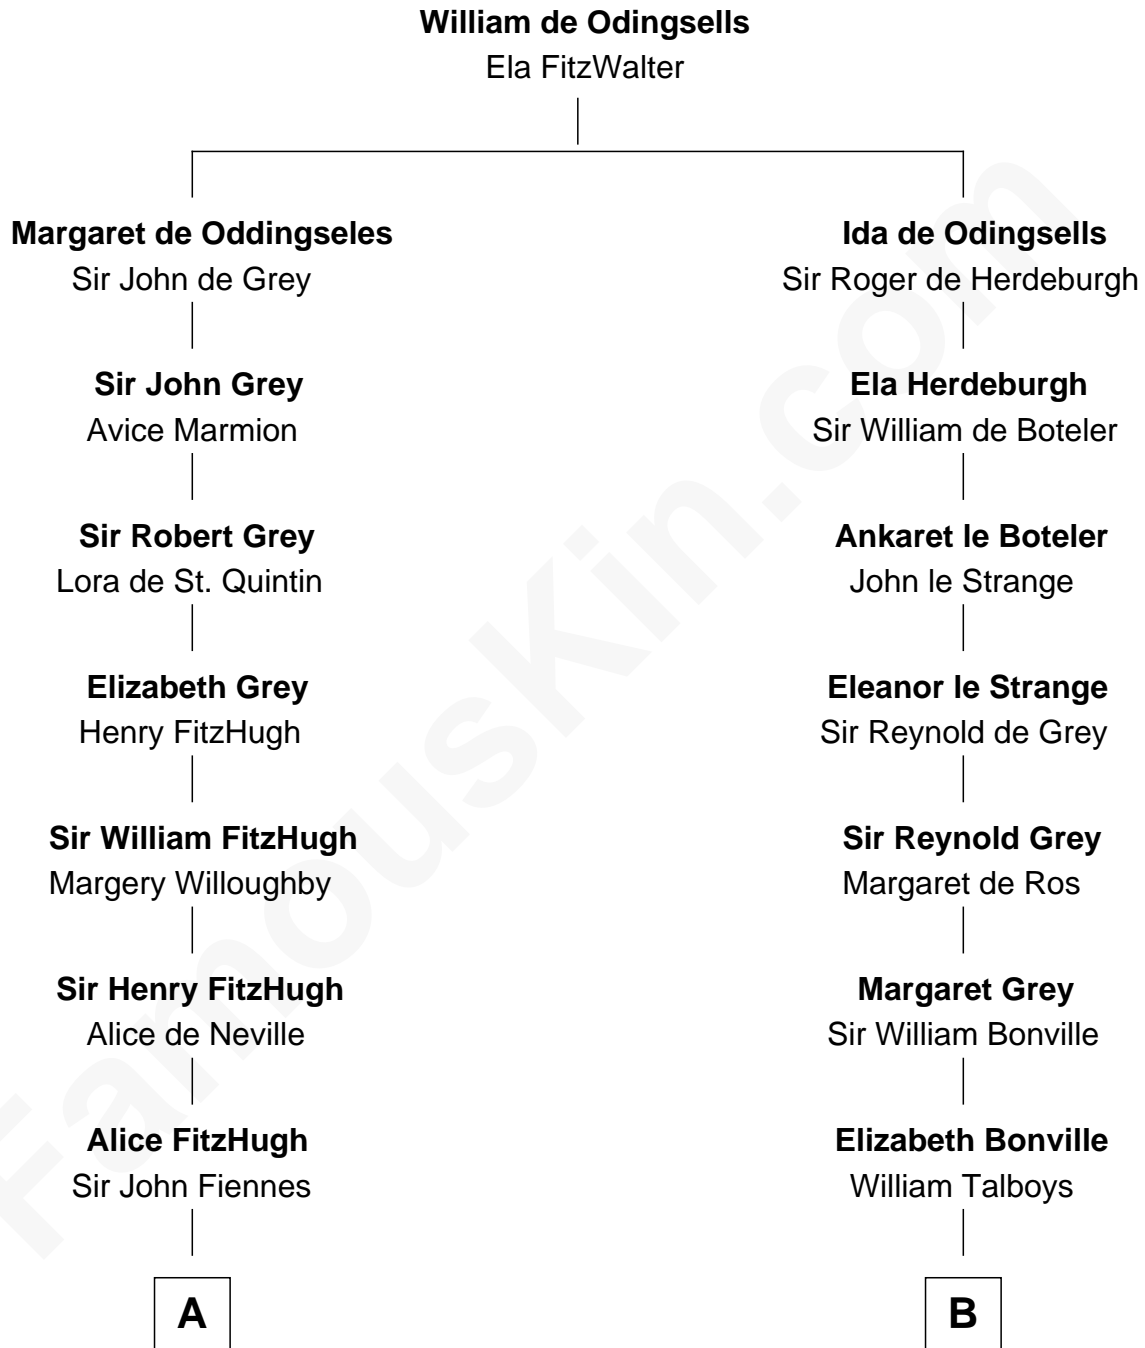 William de Odingsells
Ela FitzWalter
Margaret de Oddingseles
Sir John de Grey
Sir John Grey
Avice Marmion
Sir Robert Grey
Lora de St. Quintin
Elizabeth Grey
Henry FitzHugh
Sir William FitzHugh
Margery Willoughby
Sir Henry FitzHugh
Alice de Neville
Alice FitzHugh
Sir John Fiennes
A
Ida de Odingsells
Sir Roger de Herdeburgh
Ela Herdeburgh
Sir William de Boteler
Ankaret le Boteler
John le Strange
Eleanor le Strange
Sir Reynold de Grey
Sir Reynold Grey
Margaret de Ros
Margaret Grey
Sir William Bonville
Elizabeth Bonville
William Talboys
B
FamousKin.com